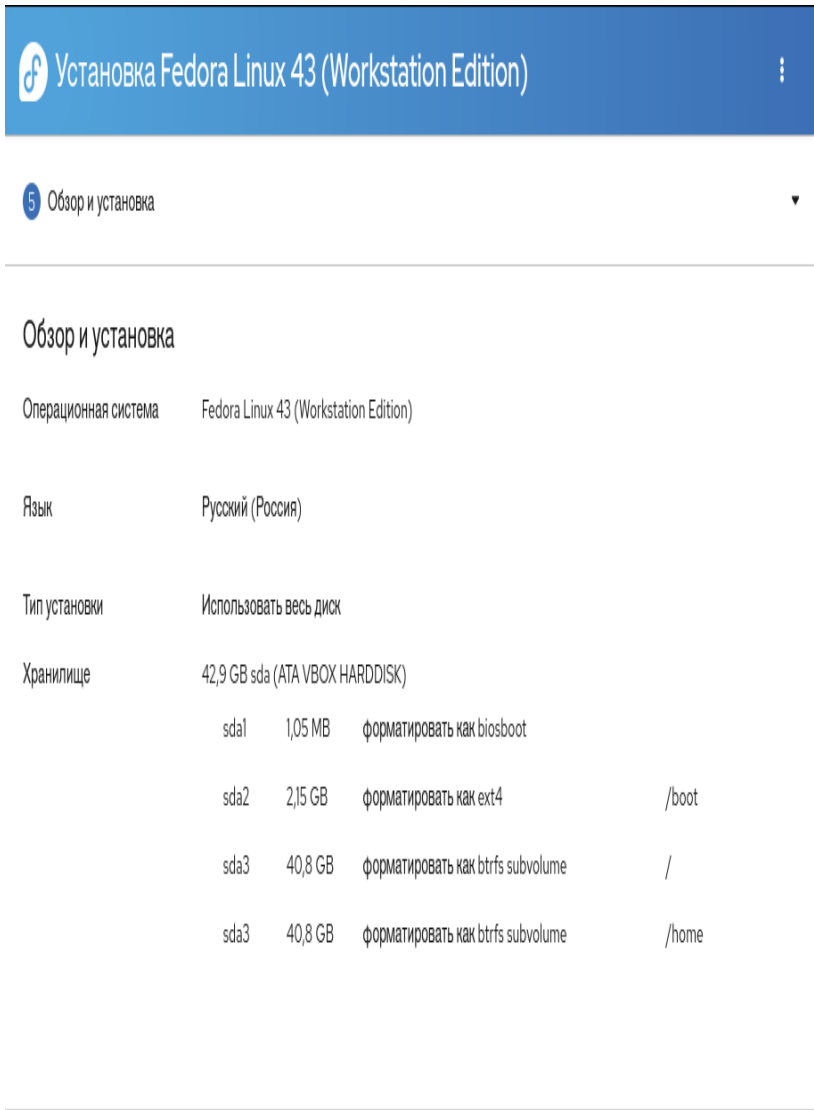 Установка Fedora Linux 43 (Workstation Edition)
5 Обзор и установка
Обзор и установка
Операционная система Fedora Linux 43 (Workstation Edition)
Язык Русский (Россия)
Тип установки Использовать весь диск
Хранилище 42,9 GB sda (ATA VBOX HARDDISK)
sda1 1,05 MB форматировать как biosboot
sda2 2,15 GB форматировать как ext4 /boot
sda3 40,8 GB форматировать как btrfs subvolume /
sda3 40,8 GB форматировать как btrfs subvolume /home